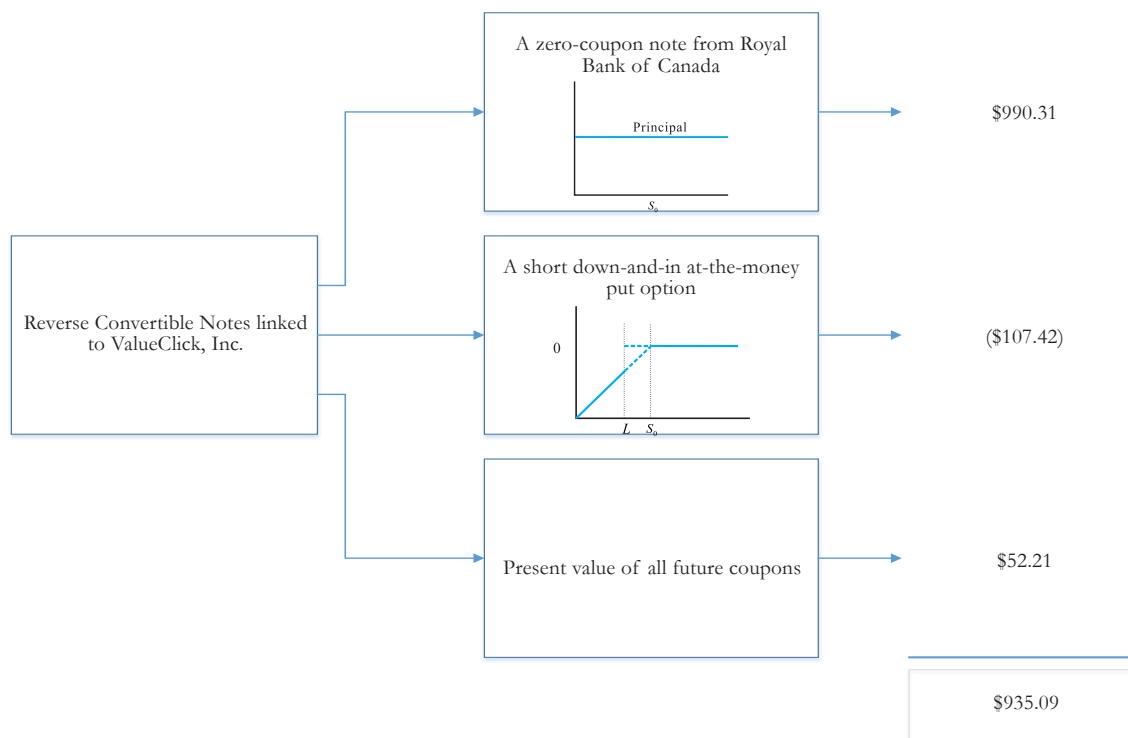 A zero-coupon note from Royal
Bank of Canada
Principal
S₀
$990.31
Reverse Convertible Notes linked
to ValueClick, Inc.
A short down-and-in at-the-money
put option
0
L S₀
($107.42)
Present value of all future coupons
$52.21
$935.09